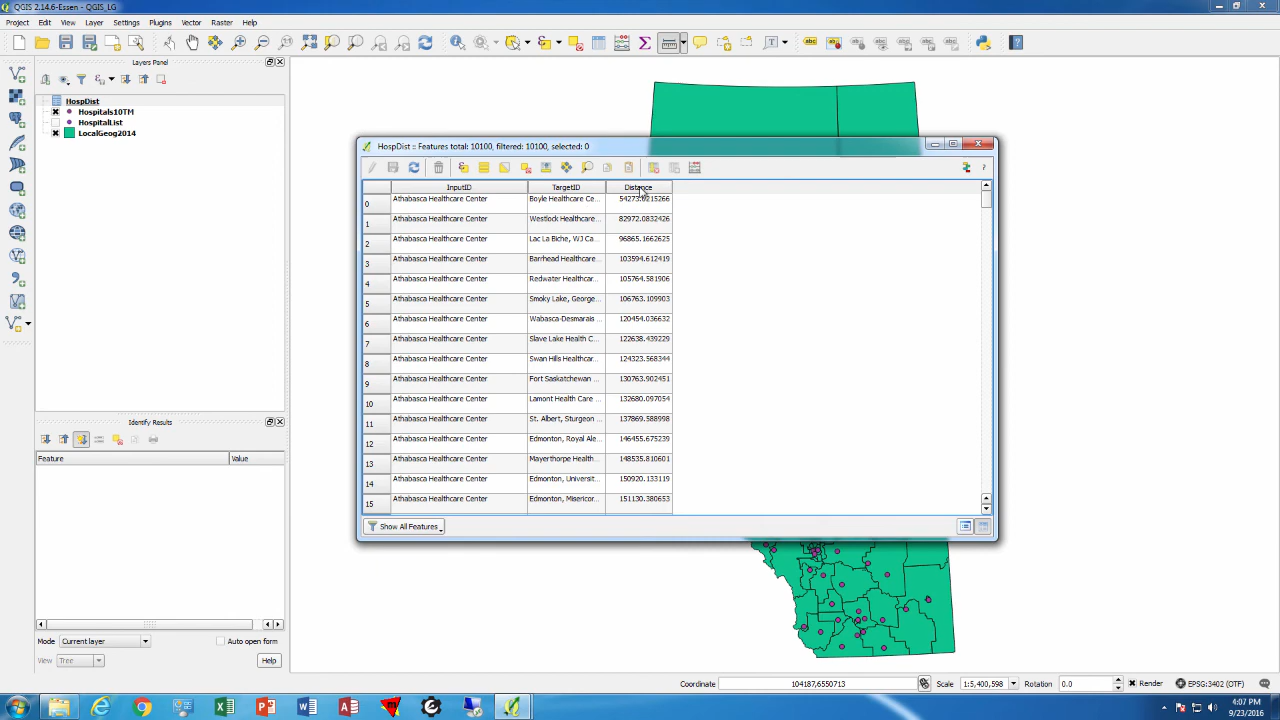 QGIS 2.14.6-Essen - QGIS_LG
Project Edit View Layer Settings Plugins Vector Raster Help
Layers Panel
HospDist
Hospitals10TM
HospitalList
LocalGeog2014
HospDist :: Features total: 10100, filtered: 10100, selected: 0
InputID TargetID Distance
0 Athabasca Healthcare Center Boyle Healthcare Ce... 54273.9215266
1 Athabasca Healthcare Center Westlock Healthcare... 82972.0832426
2 Athabasca Healthcare Center Lac La Biche, WJ Ca... 96865.1662625
3 Athabasca Healthcare Center Barrhead Healthcare... 103594.612419
4 Athabasca Healthcare Center Redwater Healthcar... 105764.581906
5 Athabasca Healthcare Center Smoky Lake, George... 106763.109903
6 Athabasca Healthcare Center Wabasca-Desmarais ... 120454.036632
7 Athabasca Healthcare Center Slave Lake Health C... 122638.439229
8 Athabasca Healthcare Center Swan Hills Healthcar... 124323.568344
9 Athabasca Healthcare Center Fort Saskatchewan ... 130763.902451
10 Athabasca Healthcare Center Lamont Health Care ... 132680.097054
11 Athabasca Healthcare Center St. Albert, Sturgeon ... 137869.588998
12 Athabasca Healthcare Center Edmonton, Royal Ale... 146455.675239
13 Athabasca Healthcare Center Mayerthorpe Health... 148535.810601
14 Athabasca Healthcare Center Edmonton, Universit... 150920.133119
15 Athabasca Healthcare Center Edmonton, Misericor... 151130.380653
Show All Features
Identify Results
Feature Value
Mode Current layer Auto open form
View Tree Help
Coordinate 104187,6550713 Scale 1:5,400,598 Rotation 0.0 Render EPSG:3402 (OTF)
4:07 PM
9/23/2016